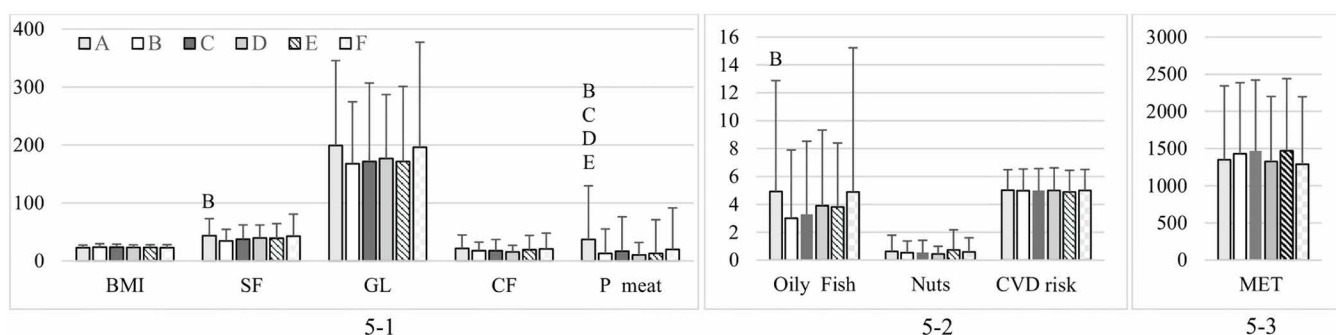 400
300
200
100
0
A B C D E F
B
B
C
D
E
BMI SF GL CF P meat
5-1
16
14
12
10
8
6
4
2
0
B
Oily Fish Nuts CVD risk
5-2
3000
2500
2000
1500
1000
500
0
MET
5-3